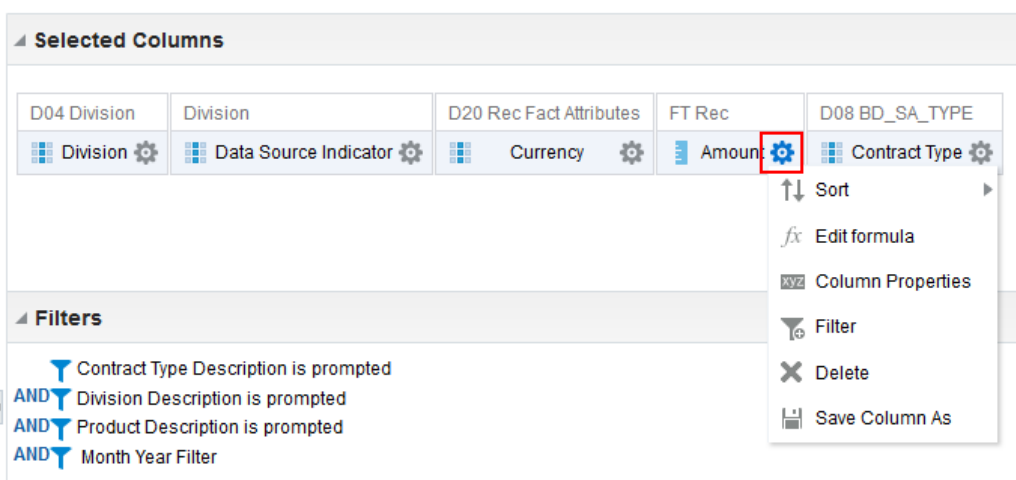 Selected Columns
D04 Division Division D20 Rec Fact Attributes FT Rec D08 BD_SA_TYPE
Division Data Source Indicator Currency Amount Contract Type
Sort
fx Edit formula
xyz Column Properties
Filter
Delete
Save Column As
Filters
Contract Type Description is prompted
AND Division Description is prompted
AND Product Description is prompted
AND Month Year Filter